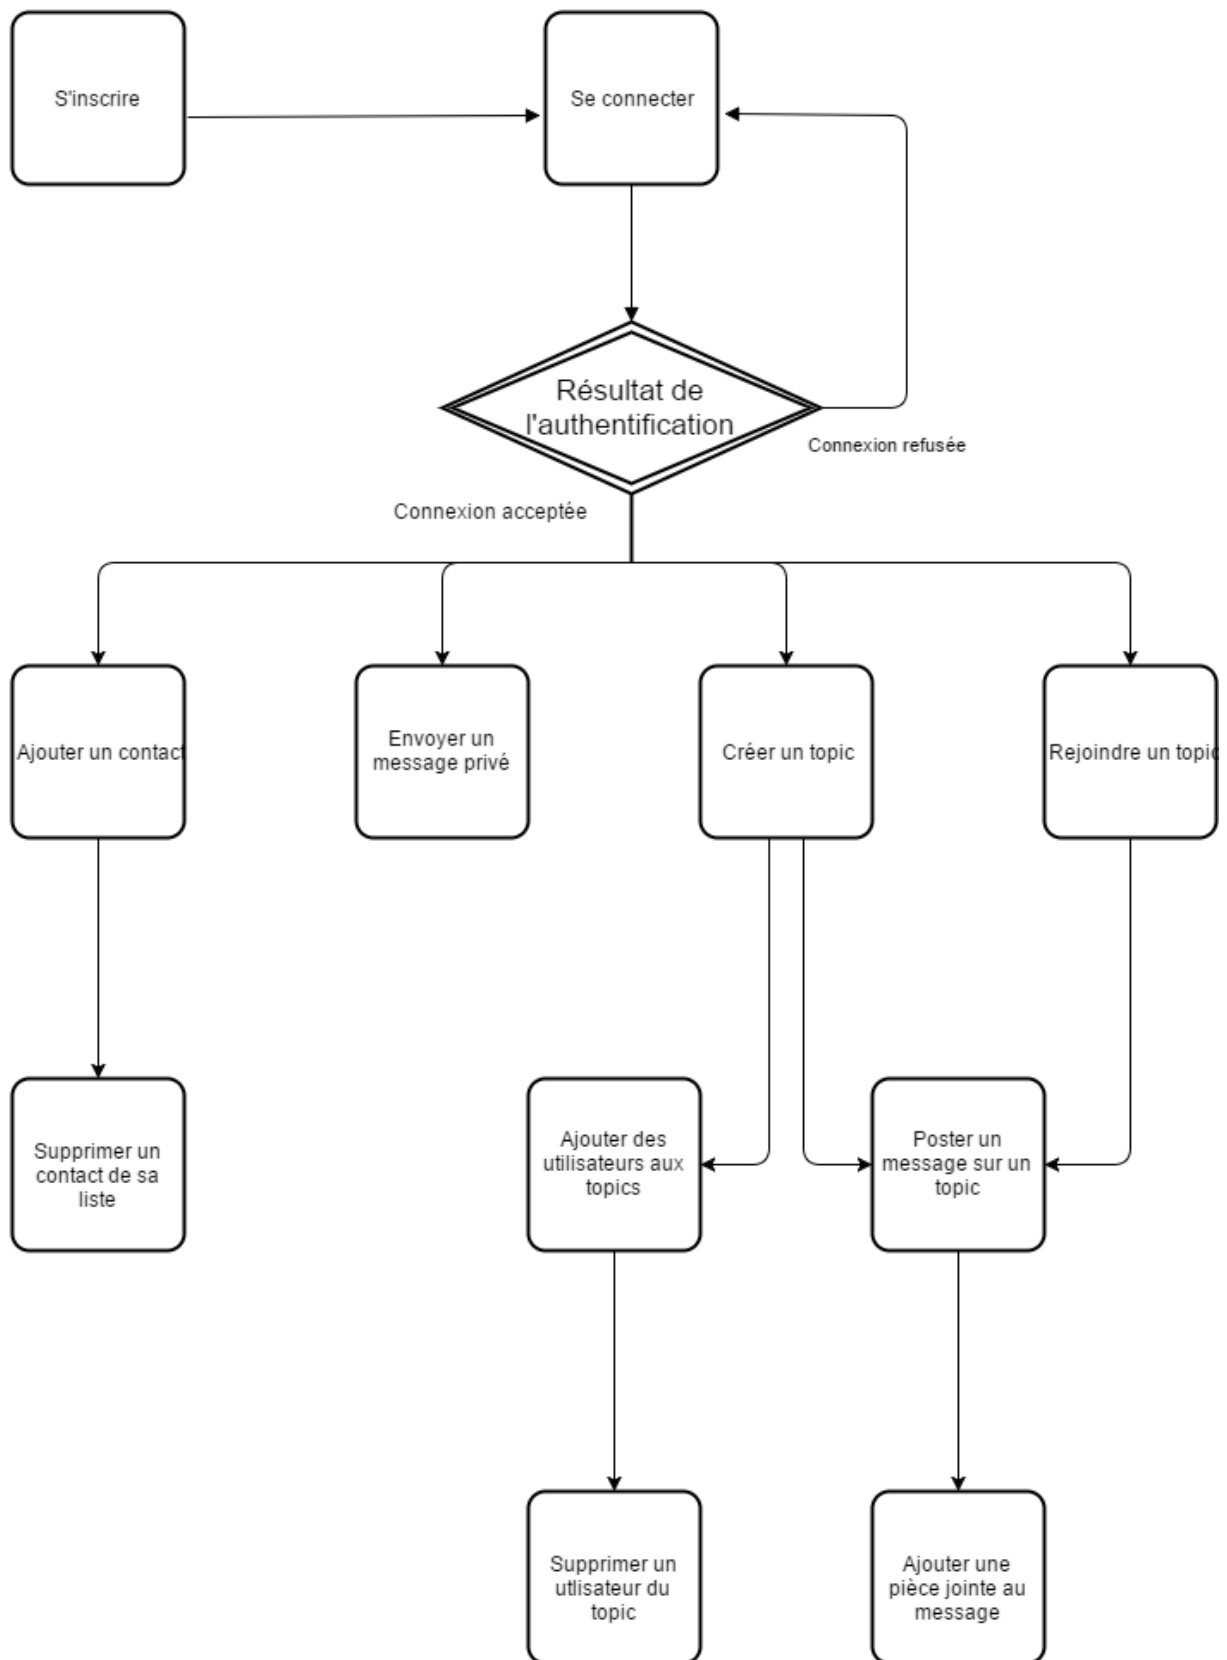 S'inscrire
Se connecter
Résultat de
l'authentification
Connexion refusée
Connexion acceptée
Ajouter un contact
Envoyer un
message privé
Créer un topic
Rejoindre un topic
Supprimer un
contact de sa
liste
Ajouter des
utilisateurs aux
topics
Poster un
message sur un
topic
Supprimer un
utlisateur du
topic
Ajouter une
pièce jointe au
message